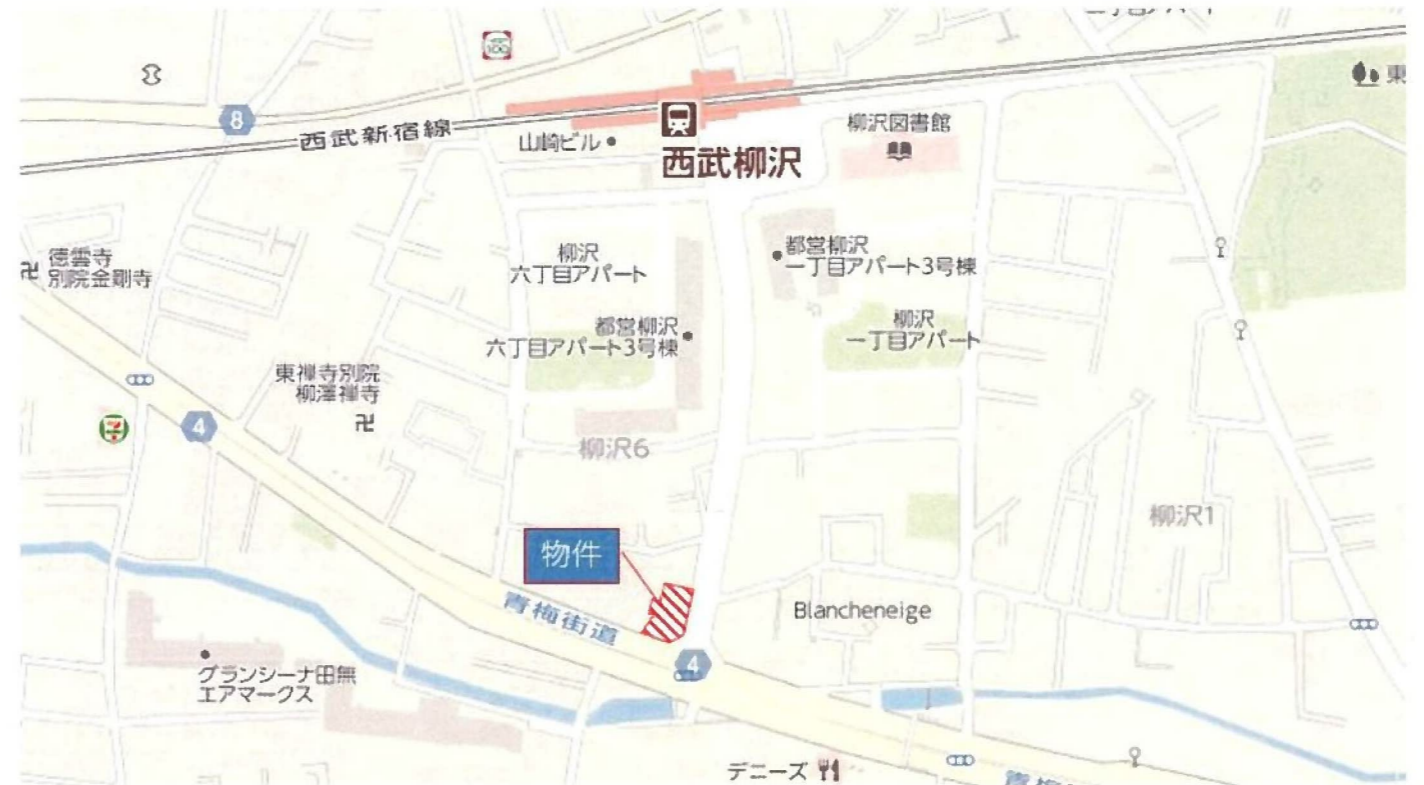 100
8
西武新宿線
山崎ビル
西武柳沢
柳沢図書館
東
徳雲寺
別院金剛寺
柳沢
六丁目アパート
都営柳沢
一丁目アパート3号棟
都営柳沢
六丁目アパート3号棟
柳沢
一丁目アパート
東禅寺別院
柳澤禅寺
4
柳沢6
柳沢1
物件
青梅街道
Blancheneige
4
グランシーナ田無
エアマークス
デニーズ